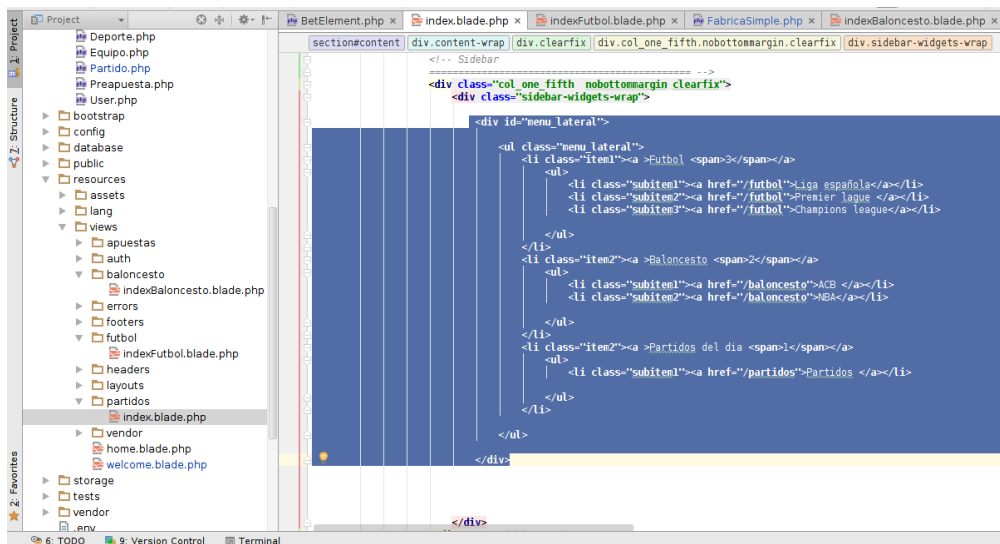 1: Project
Z: Structure
2: Favorites
Project
Deporte.php
Equipo.php
Partido.php
Preapuesta.php
User.php
bootstrap
config
database
public
resources
assets
lang
views
apuestas
auth
baloncesto
indexBaloncesto.blade.php
errors
footers
futbol
indexFutbol.blade.php
headers
layouts
partidos
index.blade.php
vendor
home.blade.php
welcome.blade.php
storage
tests
vendor
.env
BetElement.php × index.blade.php × indexFutbol.blade.php × FabricaSimple.php × indexBaloncesto.blade.php ×
section#content div.content-wrap div.clearfix div.col_one_fifth.nobottommargin.clearfix div.sidebar-widgets-wrap
<!-- Sidebar
============================================= -->
<div class="col_one_fifth  nobottommargin clearfix">
<div class="sidebar-widgets-wrap">
<div id="menu_lateral">
<ul class="menu_lateral">
<li class="item1"><a >Futbol <span>3</span></a>
<ul>
<li class="subitem1"><a href="/futbol">Liga española</a></li>
<li class="subitem2"><a href="/futbol">Premier lague </a></li>
<li class="subitem3"><a href="/futbol">Champions league</a></li>
</ul>
</li>
<li class="item2"><a >Baloncesto <span>2</span></a>
<ul>
<li class="subitem1"><a href="/baloncesto">ACB </a></li>
<li class="subitem2"><a href="/baloncesto">NBA</a></li>
</ul>
</li>
<li class="item2"><a >Partidos del dia <span>1</span></a>
<ul>
<li class="subitem1"><a href="/partidos">Partidos </a></li>
</ul>
</li>
</ul>
</div>
</div>
6: TODO 9: Version Control Terminal